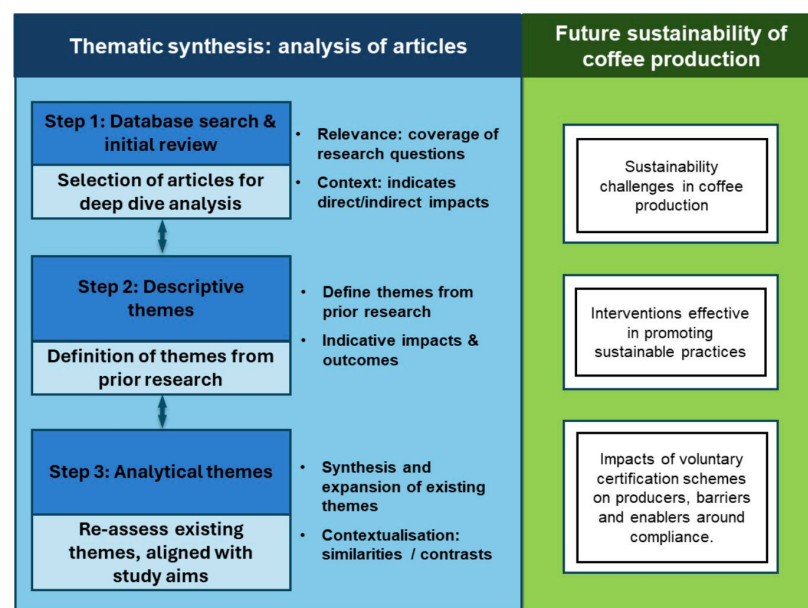 Thematic synthesis: analysis of articles
Future sustainability of
coffee production
Step 1: Database search &
initial review
Selection of articles for
deep dive analysis
• Relevance: coverage of
research questions
• Context: indicates
direct/indirect impacts
Sustainability
challenges in coffee
production
Step 2: Descriptive
themes
Definition of themes from
prior research
• Define themes from
prior research
• Indicative impacts &
outcomes
Interventions effective
in promoting
sustainable practices
Step 3: Analytical themes
Re-assess existing
themes, aligned with
study aims
• Synthesis and
expansion of existing
themes
• Contextualisation:
similarities / contrasts
Impacts of voluntary
certification schemes
on producers, barriers
and enablers around
compliance.